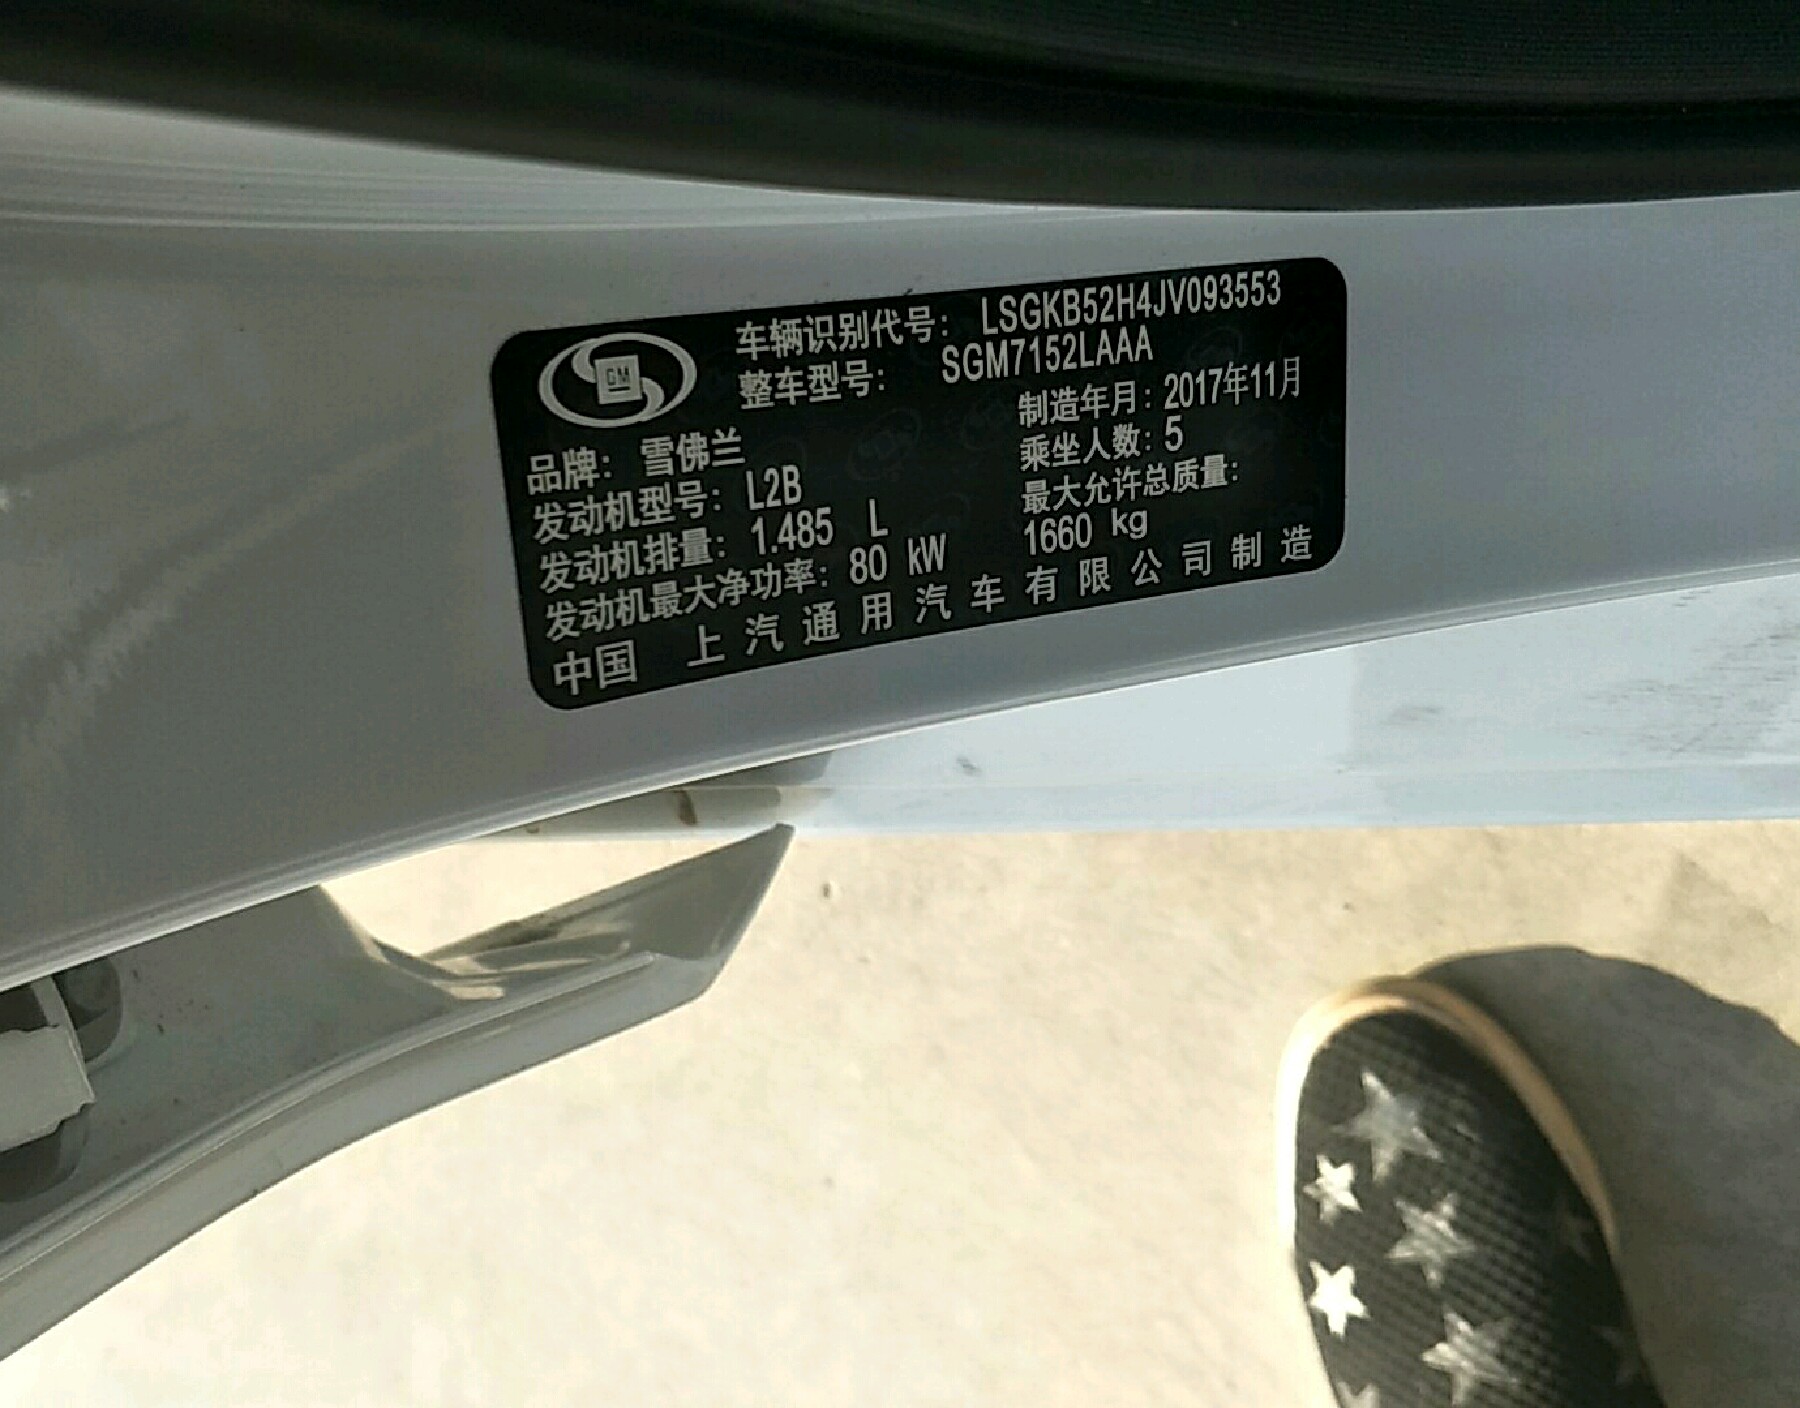 GM
车辆识别代号： LSGKB52H4JV093553
整车型号： SGM7152LAAA
品牌： 雪佛兰
制造年月：2017年11月
发动机型号：L2B
乘坐人数：5
发动机排量：1.485 L
最大允许总质量：
1660 kg
发动机最大净功率：80 kW
中国 上汽通用汽车有限公司制造